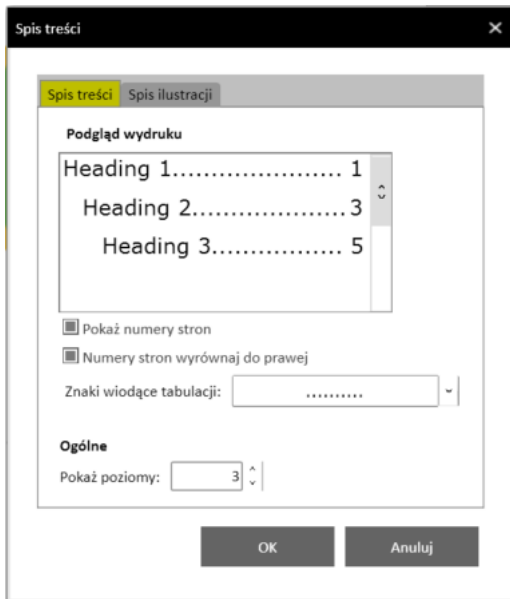 Spis treści
Spis treści Spis ilustracji
Podgląd wydruku
Heading 1...................... 1
Heading 2.....................3
Heading 3................. 5
Pokaż numery stron
Numery stron wyrównaj do prawej
Znaki wiodące tabulacji: ..........
Ogólne
Pokaż poziomy: 3
OK Anuluj